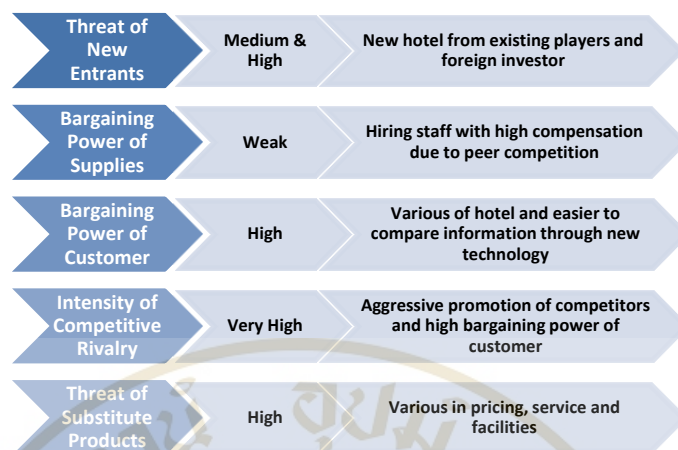 Threat of
New
Entrants
Medium &
High
New hotel from existing players and
foreign investor
Bargaining
Power of
Supplies
Weak
Hiring staff with high compensation
due to peer competition
Bargaining
Power of
Customer
High
Various of hotel and easier to
compare information through new
technology
Intensity of
Competitive
Rivalry
Very High
Aggressive promotion of competitors
and high bargaining power of
customer
Threat of
Substitute
Products
High
Various in pricing, service and
facilities